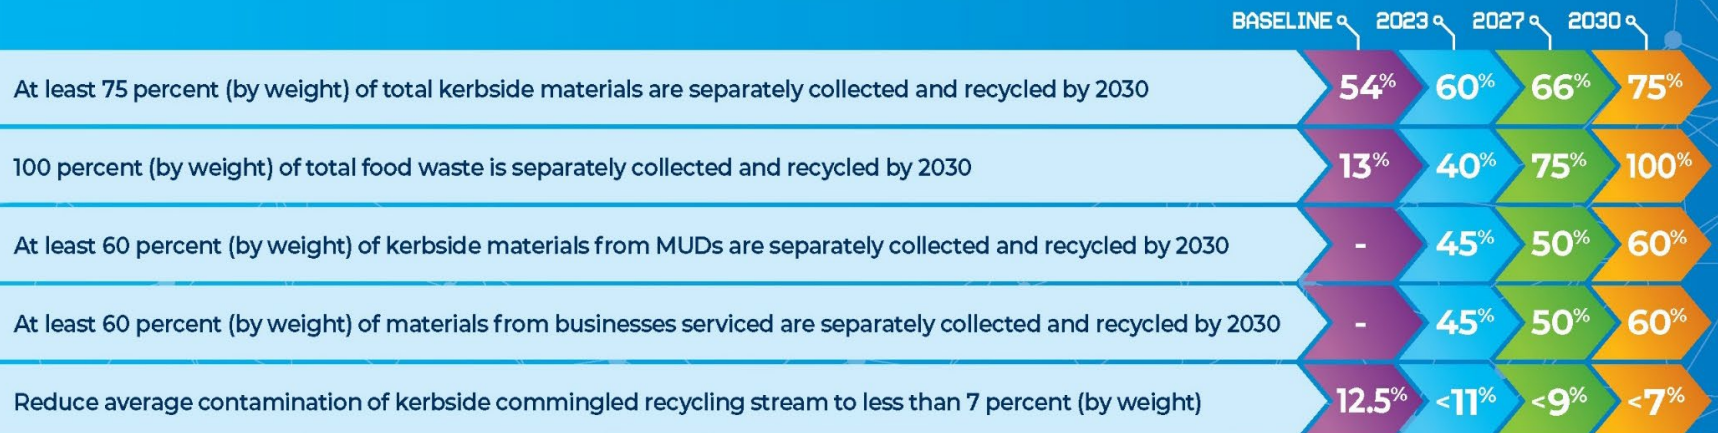 BASELINE 2023 2027 2030
At least 75 percent (by weight) of total kerbside materials are separately collected and recycled by 2030 54% 60% 66% 75%
100 percent (by weight) of total food waste is separately collected and recycled by 2030 13% 40% 75% 100%
At least 60 percent (by weight) of kerbside materials from MUDs are separately collected and recycled by 2030 - 45% 50% 60%
At least 60 percent (by weight) of materials from businesses serviced are separately collected and recycled by 2030 - 45% 50% 60%
Reduce average contamination of kerbside commingled recycling stream to less than 7 percent (by weight) 12.5% <11% <9% <7%